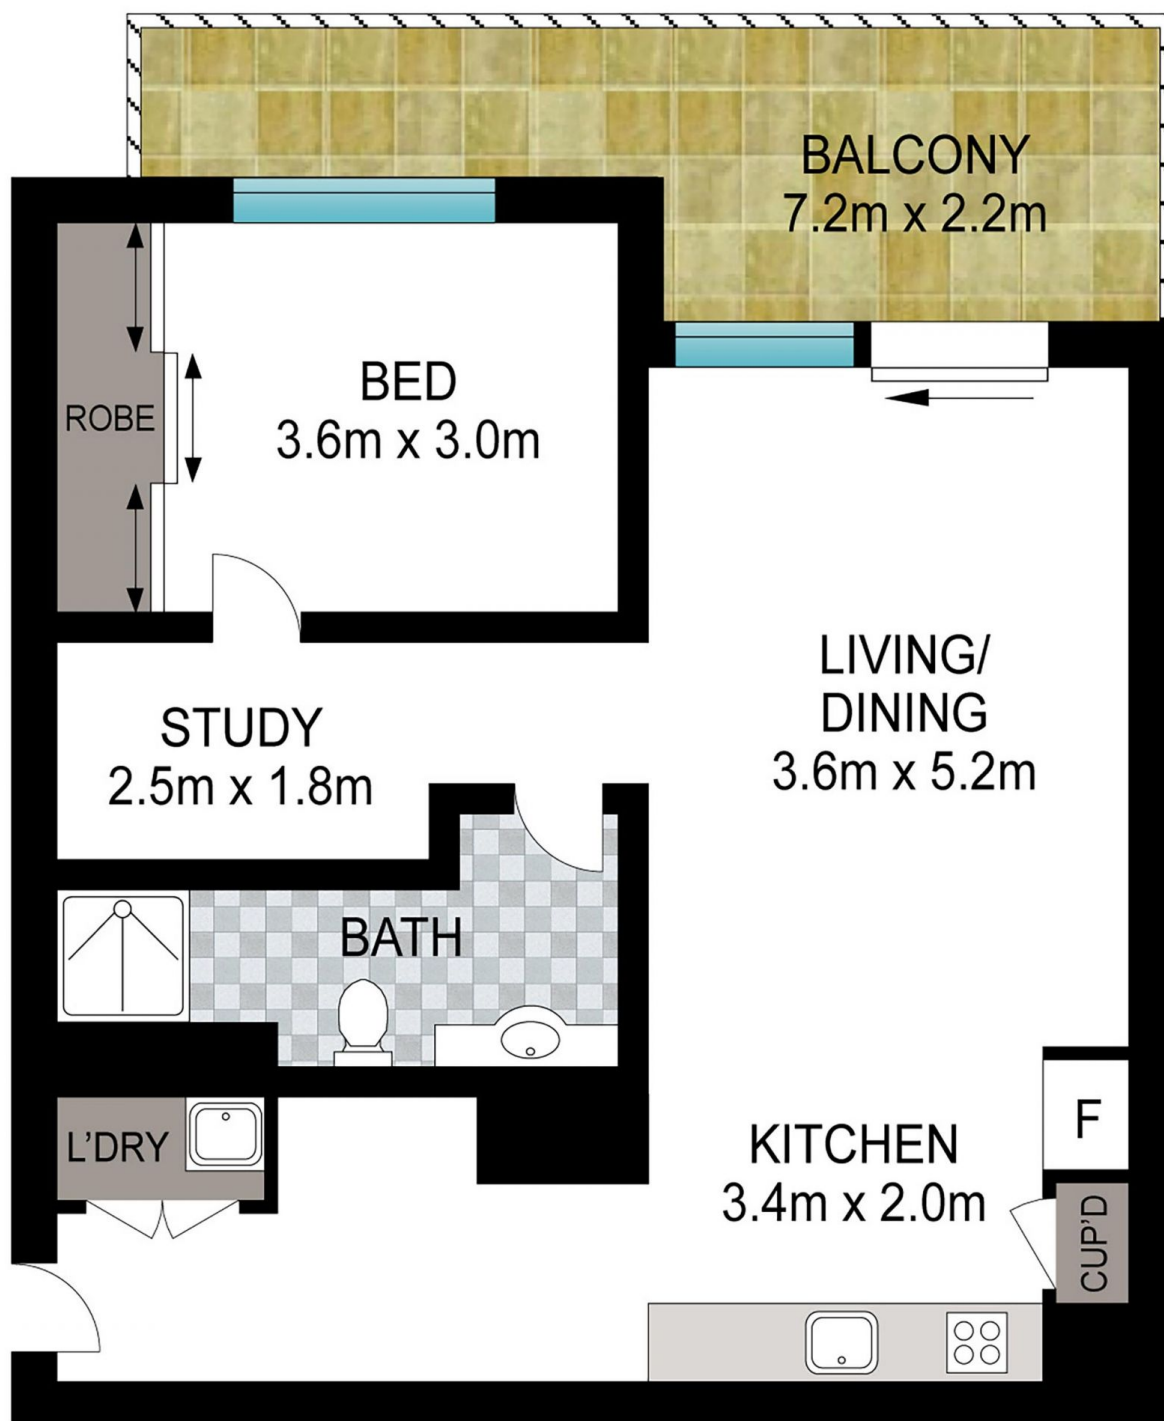 BALCONY
7.2m x 2.2m
ROBE
BED
3.6m x 3.0m
LIVING/
DINING
3.6m x 5.2m
STUDY
2.5m x 1.8m
BATH
L'DRY
KITCHEN
3.4m x 2.0m
F
CUP'D